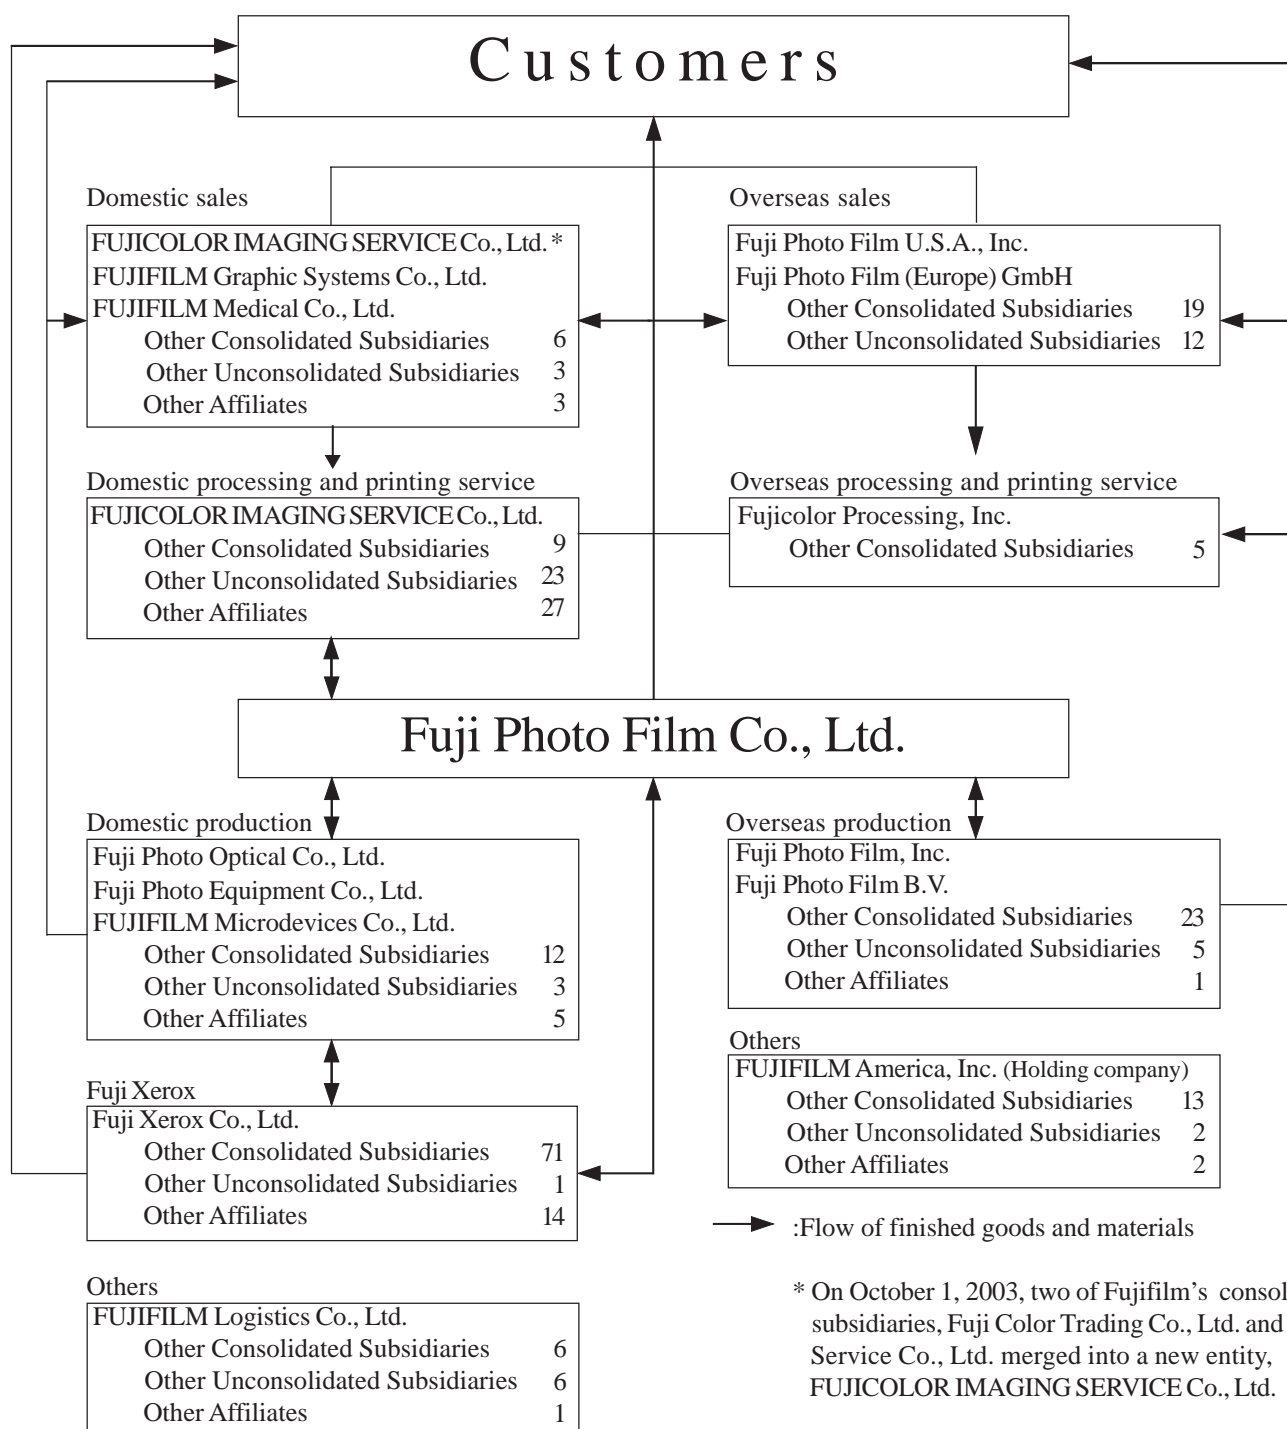 Customers
Domestic sales
FUJICOLOR IMAGING SERVICE Co., Ltd. *
FUJIFILM Graphic Systems Co., Ltd.
FUJIFILM Medical Co., Ltd.
Other Consolidated Subsidiaries 6
Other Unconsolidated Subsidiaries 3
Other Affiliates 3
Overseas sales
Fuji Photo Film U.S.A., Inc.
Fuji Photo Film (Europe) GmbH
Other Consolidated Subsidiaries 19
Other Unconsolidated Subsidiaries 12
Domestic processing and printing service
FUJICOLOR IMAGING SERVICE Co., Ltd.
Other Consolidated Subsidiaries 9
Other Unconsolidated Subsidiaries 23
Other Affiliates 27
Overseas processing and printing service
Fujicolor Processing, Inc.
Other Consolidated Subsidiaries 5
Fuji Photo Film Co., Ltd.
Domestic production
Fuji Photo Optical Co., Ltd.
Fuji Photo Equipment Co., Ltd.
FUJIFILM Microdevices Co., Ltd.
Other Consolidated Subsidiaries 12
Other Unconsolidated Subsidiaries 3
Other Affiliates 5
Overseas production
Fuji Photo Film, Inc.
Fuji Photo Film B.V.
Other Consolidated Subsidiaries 23
Other Unconsolidated Subsidiaries 5
Other Affiliates 1
Fuji Xerox
Fuji Xerox Co., Ltd.
Other Consolidated Subsidiaries 71
Other Unconsolidated Subsidiaries 1
Other Affiliates 14
Others
FUJIFILM America, Inc. (Holding company)
Other Consolidated Subsidiaries 13
Other Unconsolidated Subsidiaries 2
Other Affiliates 2
Others
FUJIFILM Logistics Co., Ltd.
Other Consolidated Subsidiaries 6
Other Unconsolidated Subsidiaries 6
Other Affiliates 1
:Flow of finished goods and materials
* On October 1, 2003, two of Fujifilm's consol
subsidiaries, Fuji Color Trading Co., Ltd. and
Service Co., Ltd. merged into a new entity,
FUJICOLOR IMAGING SERVICE Co., Ltd.